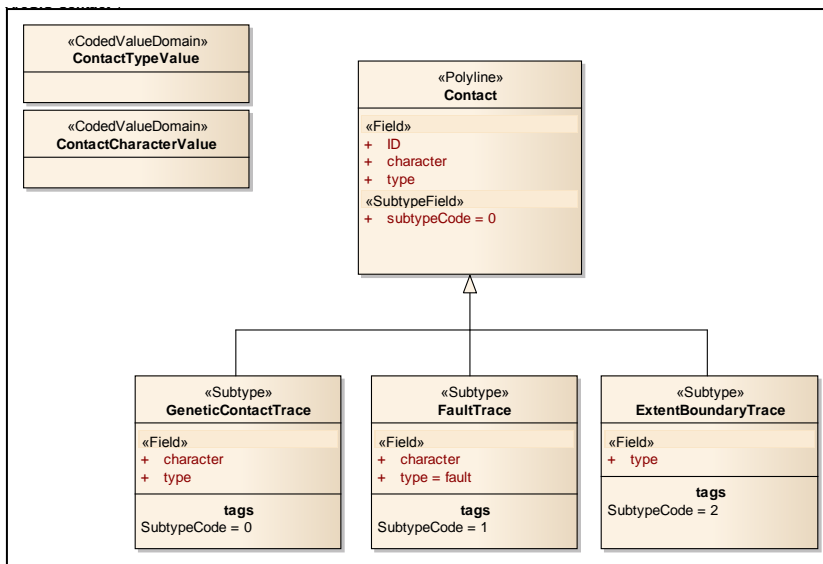 «CodedValueDomain»
ContactTypeValue
«CodedValueDomain»
ContactCharacterValue
«Polyline»
Contact
«Field»
+ ID
+ character
+ type
«SubtypeField»
+ subtypeCode = 0
«Subtype»
GeneticContactTrace
«Field»
+ character
+ type
tags
SubtypeCode = 0
«Subtype»
FaultTrace
«Field»
+ character
+ type = fault
tags
SubtypeCode = 1
«Subtype»
ExtentBoundaryTrace
«Field»
+ type
tags
SubtypeCode = 2